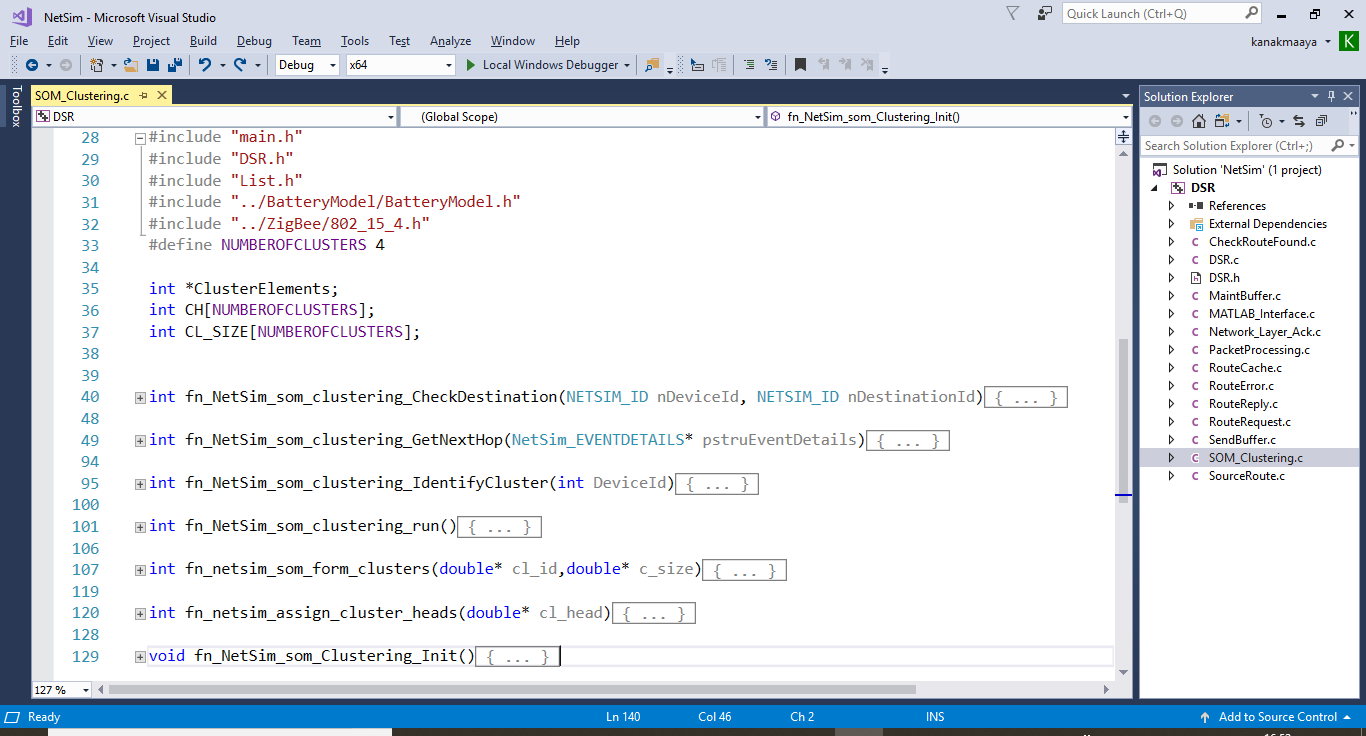 NetSim - Microsoft Visual Studio
Quick Launch (Ctrl+Q)
File Edit View Project Build Debug Team Tools Test Analyze Window Help
kanakmaaya K
Debug x64 Local Windows Debugger
Toolbox
SOM_Clustering.c
DSR (Global Scope) fn_NetSim_som_Clustering_Init()
28 #include "main.h"
29 #include "DSR.h"
30 #include "List.h"
31 #include "../BatteryModel/BatteryModel.h"
32 #include "../ZigBee/802_15_4.h"
33 #define NUMBEROFCLUSTERS 4
34
35 int *ClusterElements;
36 int CH[NUMBEROFCLUSTERS];
37 int CL_SIZE[NUMBEROFCLUSTERS];
38
39
40 int fn_NetSim_som_clustering_CheckDestination(NETSIM_ID nDeviceId, NETSIM_ID nDestinationId){ ... }
48
49 int fn_NetSim_som_clustering_GetNextHop(NetSim_EVENTDETAILS* pstruEventDetails){ ... }
94
95 int fn_NetSim_som_clustering_IdentifyCluster(int DeviceId){ ... }
100
101 int fn_NetSim_som_clustering_run(){ ... }
106
107 int fn_netsim_som_form_clusters(double* cl_id,double* c_size){ ... }
119
120 int fn_netsim_assign_cluster_heads(double* cl_head){ ... }
128
129 void fn_NetSim_som_Clustering_Init(){ ... }
127 %
Solution Explorer
Search Solution Explorer (Ctrl+;)
Solution 'NetSim' (1 project)
DSR
References
External Dependencies
CheckRouteFound.c
DSR.c
DSR.h
MaintBuffer.c
MATLAB_Interface.c
Network_Layer_Ack.c
PacketProcessing.c
RouteCache.c
RouteError.c
RouteReply.c
RouteRequest.c
SendBuffer.c
SOM_Clustering.c
SourceRoute.c
Ready Ln 140 Col 46 Ch 2 INS Add to Source Control